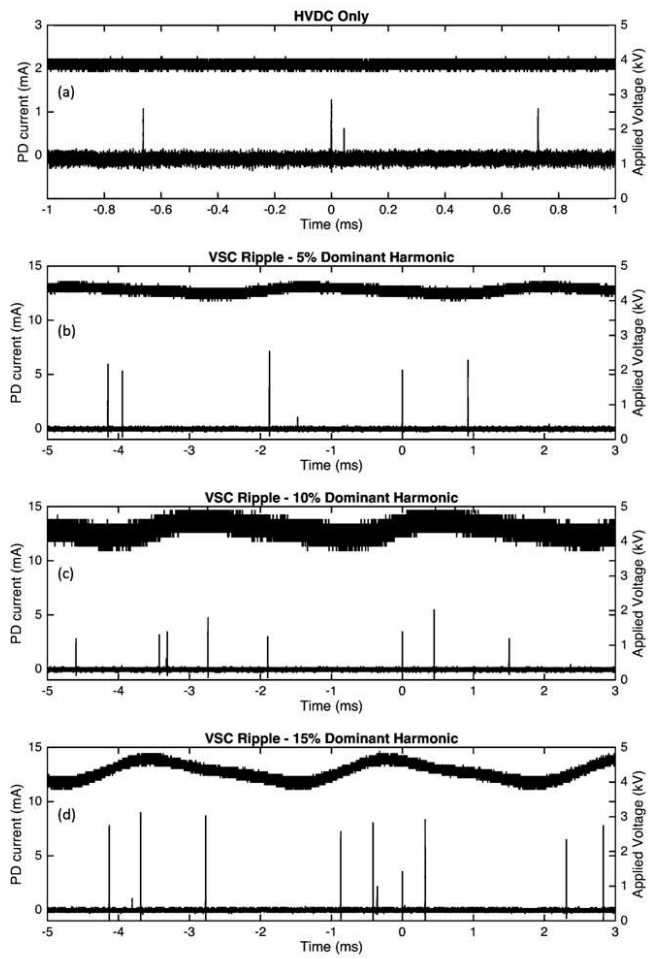 HVDC Only
3 5
4
2
3
(a)
1
2
0 1
0
-1 -0.8 -0.6 -0.4 -0.2 0 0.2 0.4 0.6 0.8 1
Time (ms)
PD current (mA)
Applied Voltage (kV)
VSC Ripple - 5% Dominant Harmonic
15 5
4
10
3
(b)
5 2
1
0 0
-5 -4 -3 -2 -1 0 1 2 3
Time (ms)
PD current (mA)
Applied Voltage (kV)
VSC Ripple - 10% Dominant Harmonic
15 5
4
10
3
(c)
5 2
1
0 0
-5 -4 -3 -2 -1 0 1 2 3
Time (ms)
PD current (mA)
Applied Voltage (kV)
VSC Ripple - 15% Dominant Harmonic
15 5
4
10
3
(d)
5 2
1
0 0
-5 -4 -3 -2 -1 0 1 2 3
Time (ms)
PD current (mA)
Applied Voltage (kV)